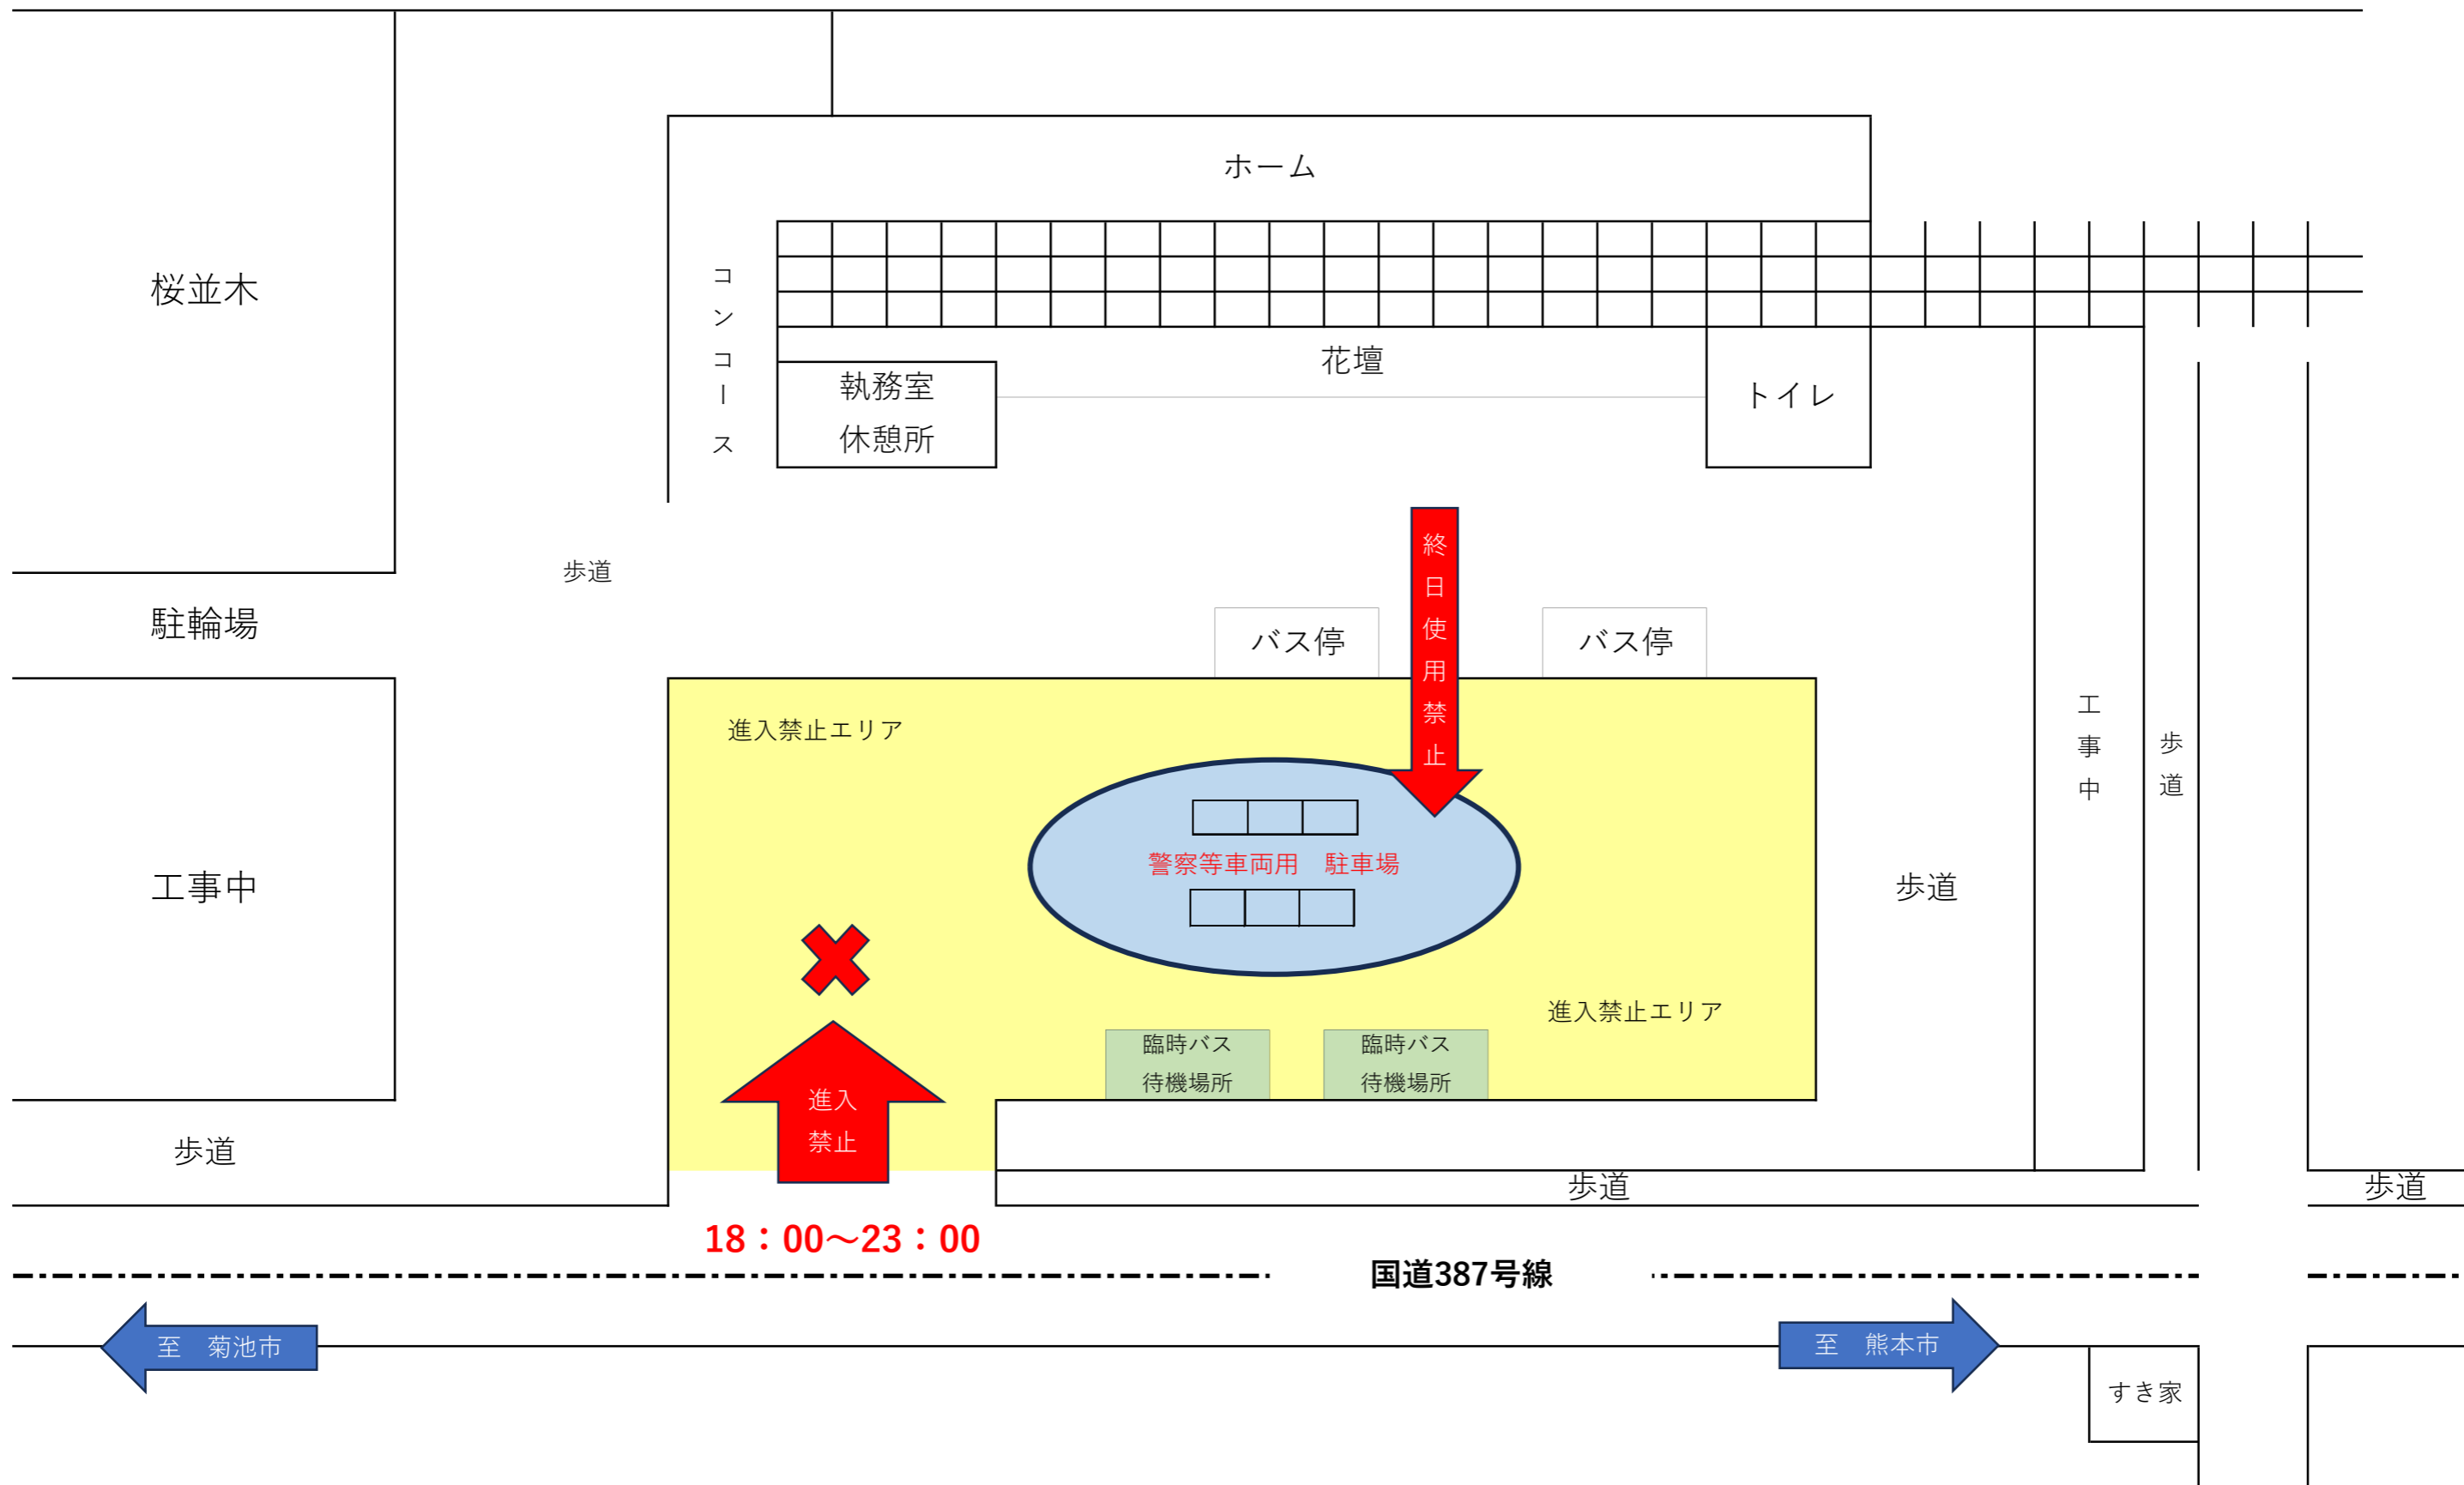 ホーム
桜並木
コンコース
花壇
執務室
休憩所
トイレ
終日使用禁止
歩道
駐輪場
バス停
バス停
進入禁止エリア
工事中
歩道
警察等車両用　駐車場
工事中
歩道
進入禁止エリア
臨時バス
待機場所
臨時バス
待機場所
進入
禁止
歩道
歩道
歩道
18：00～23：00
国道387号線
至　菊池市
至　熊本市
すき家